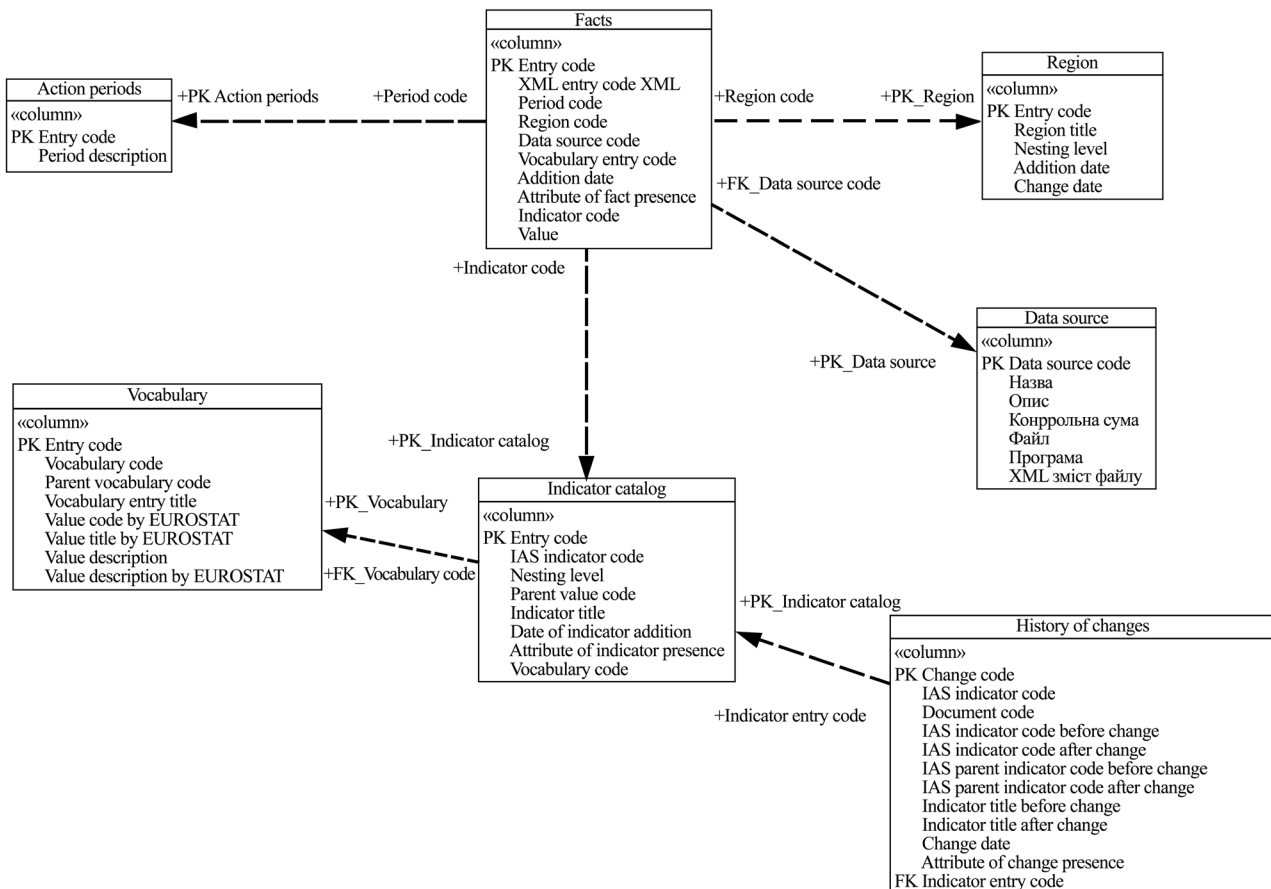 Facts
«column»
PK Entry code
XML entry code XML
Period code
Region code
Data source code
Vocabulary entry code
Addition date
Attribute of fact presence
Indicator code
Value
Action periods
«column»
PK Entry code
Period description
+PK Action periods
+Period code
+Region code
+PK_Region
Region
«column»
PK Entry code
Region title
Nesting level
Addition date
Change date
+FK_Data source code
+Indicator code
+PK_Data source
Data source
«column»
PK Data source code
Назва
Опис
Конррольна сума
Файл
Програма
XML зміст файлу
Vocabulary
«column»
PK Entry code
Vocabulary code
Parent vocabulary code
Vocabulary entry title
Value code by EUROSTAT
Value title by EUROSTAT
Value description
Value description by EUROSTAT
+PK_Indicator catalog
+PK_Vocabulary
+FK_Vocabulary code
Indicator catalog
«column»
PK Entry code
IAS indicator code
Nesting level
Parent value code
Indicator title
Date of indicator addition
Attribute of indicator presence
Vocabulary code
+PK_Indicator catalog
+Indicator entry code
History of changes
«column»
PK Change code
IAS indicator code
Document code
IAS indicator code before change
IAS indicator code after change
IAS parent indicator code before change
IAS parent indicator code after change
Indicator title before change
Indicator title after change
Change date
Attribute of change presence
FK Indicator entry code